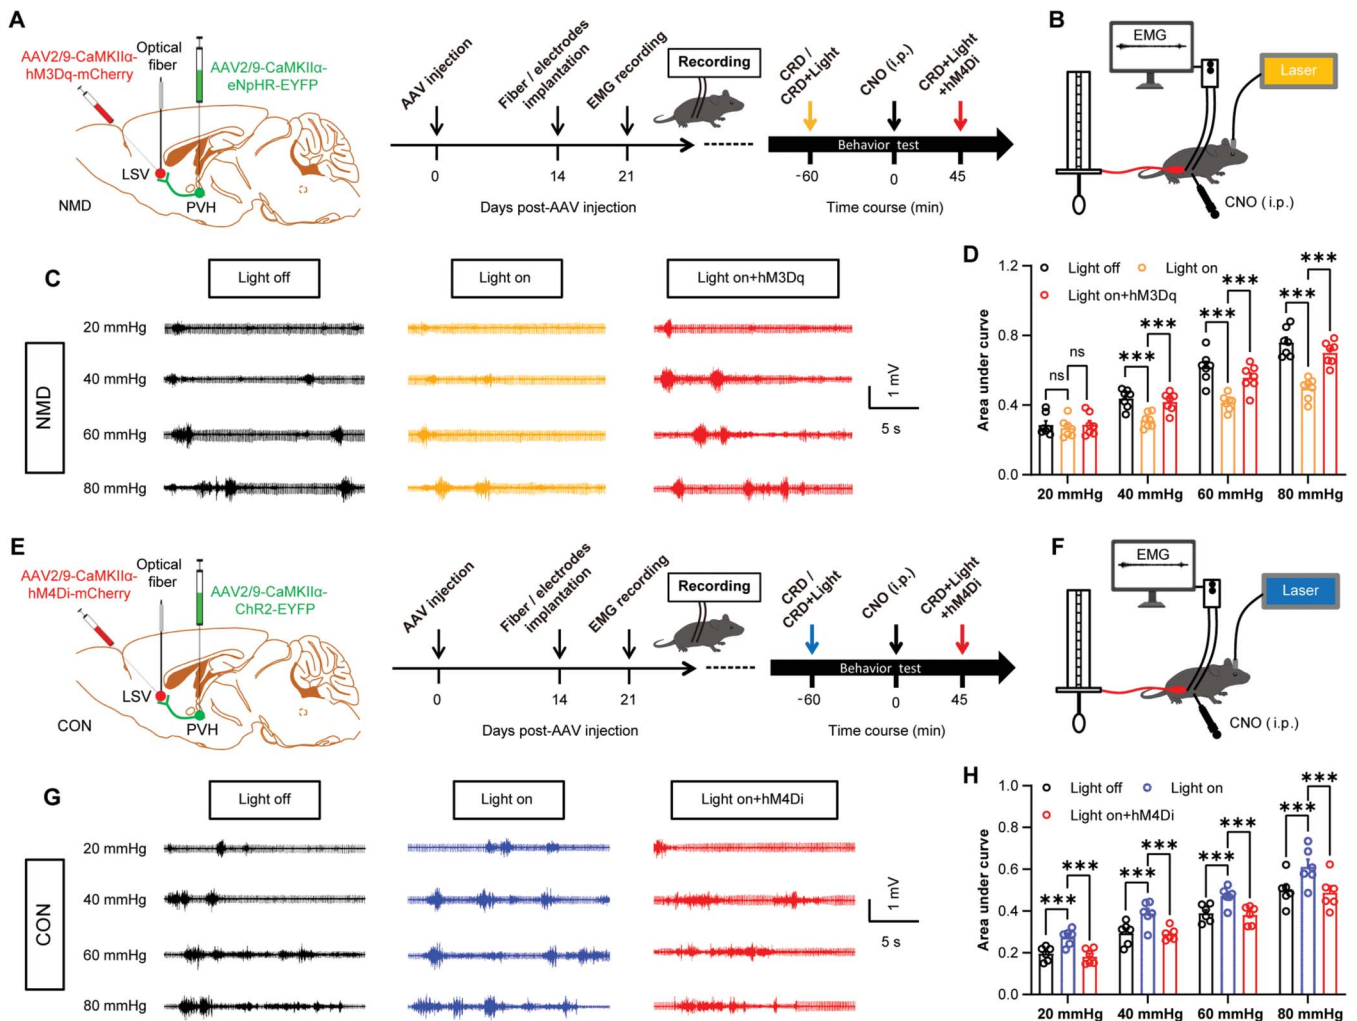 A
AAV2/9-CaMKIIα-
hM3Dq-mCherry
Optical
fiber
AAV2/9-CaMKIIα-
eNpHR-EYFP
LSV
PVH
NMD
AAV injection
Fiber / electrodes
implantation
EMG recording
Recording
CRD /
CRD+Light
CNO (i.p.)
CRD+Light
+hM4Di
Behavior test
0
14
21
-60
0
45
Days post-AAV injection
Time course (min)
B
EMG
Laser
CNO (i.p.)
C
Light off
Light on
Light on+hM3Dq
NMD
20 mmHg
40 mmHg
60 mmHg
80 mmHg
1 mV
5 s
D
Light off
Light on
Light on+hM3Dq
Area under curve
1.2
0.8
0.4
0.0
ns
ns
***
***
***
***
***
***
20 mmHg
40 mmHg
60 mmHg
80 mmHg
E
AAV2/9-CaMKIIα-
hM4Di-mCherry
Optical
fiber
AAV2/9-CaMKIIα-
ChR2-EYFP
LSV
PVH
CON
AAV injection
Fiber / electrodes
implantation
EMG recording
Recording
CRD /
CRD+Light
CNO (i.p.)
CRD+Light
+hM4Di
Behavior test
0
14
21
-60
0
45
Days post-AAV injection
Time course (min)
F
EMG
Laser
CNO (i.p.)
G
Light off
Light on
Light on+hM4Di
CON
20 mmHg
40 mmHg
60 mmHg
80 mmHg
1 mV
5 s
H
Light off
Light on
Light on+hM4Di
Area under curve
1.0
0.8
0.6
0.4
0.2
0.0
***
***
***
***
***
***
***
***
20 mmHg
40 mmHg
60 mmHg
80 mmHg